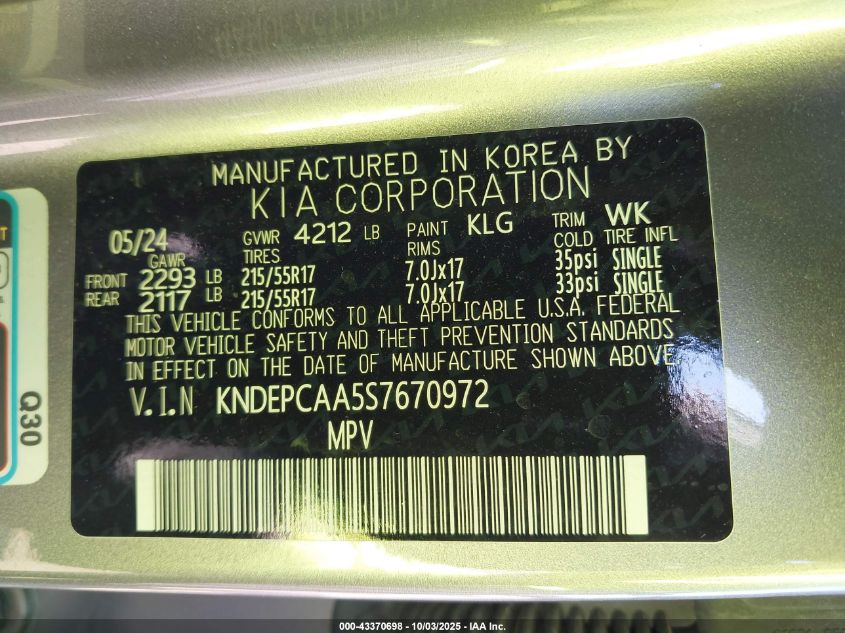 MANUFACTURED IN KOREA BY
KIA CORPORATION
05/24 GVWR 4212 LB PAINT KLG TRIM WK
GAWR TIRES RIMS COLD TIRE INFL
FRONT 2293 LB 215/55R17 7.0Jx17 35psi SINGLE
REAR 2117 LB 215/55R17 7.0Jx17 33psi SINGLE
THIS VEHICLE CONFORMS TO ALL APPLICABLE U.S.A. FEDERAL
MOTOR VEHICLE SAFETY AND THEFT PREVENTION STANDARDS
IN EFFECT ON THE DATE OF MANUFACTURE SHOWN ABOVE
V.I.N KNDEPCAA5S7670972
MPV
Q30
000-43370698 - 10/03/2025 - IAA Inc.